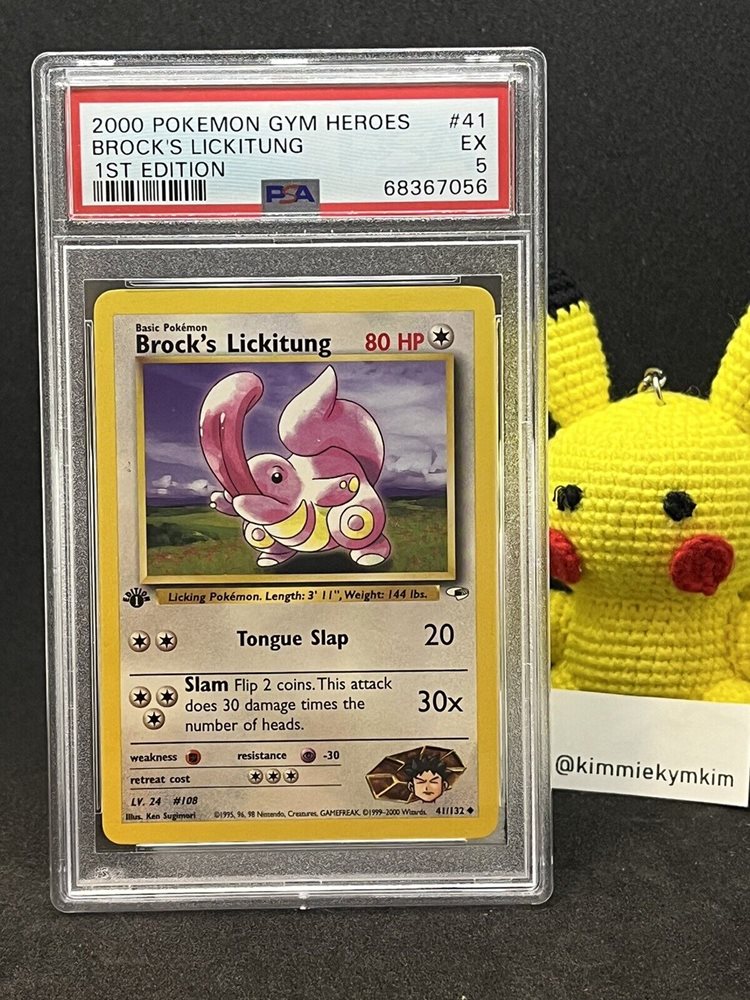 2000 POKEMON GYM HEROES #41
BROCK'S LICKITUNG EX
1ST EDITION 5
PSA 68367056
Basic Pokémon
Brock's Lickitung 80 HP
EDITION
1
Licking Pokémon. Length: 3' 11", Weight: 144 lbs.
Tongue Slap 20
Slam Flip 2 coins. This attack
does 30 damage times the
number of heads.
30x
weakness resistance -30
retreat cost
LV. 24 #108
Illus. Ken Sugimori ©1995, 96, 98 Nintendo, Creatures, GAMEFREAK. ©1999-2000 Wizards. 41/132
@kimmiekymkim